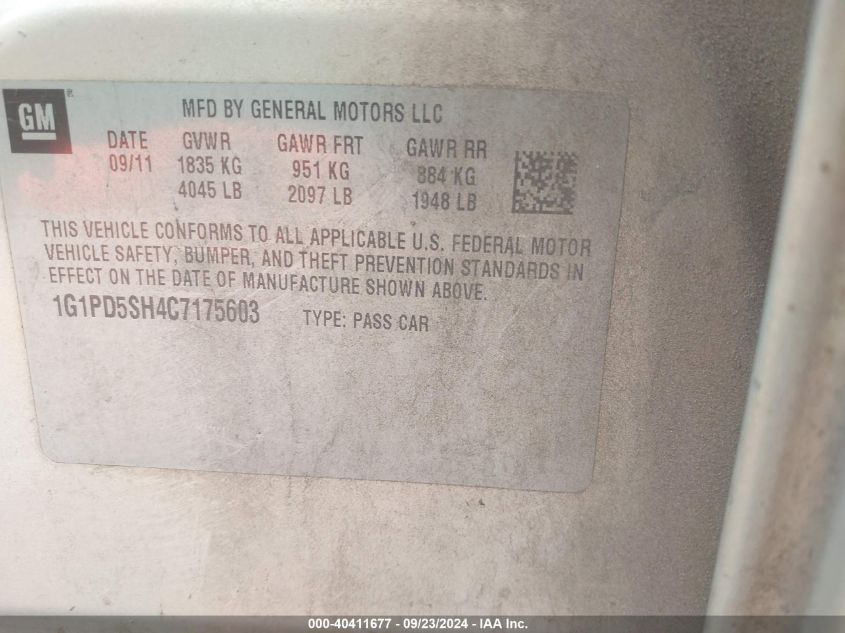 GM®
MFD BY GENERAL MOTORS LLC
DATE GVWR GAWR FRT GAWR RR
09/11 1835 KG 951 KG 884 KG
4045 LB 2097 LB 1948 LB
THIS VEHICLE CONFORMS TO ALL APPLICABLE U.S. FEDERAL MOTOR
VEHICLE SAFETY, BUMPER, AND THEFT PREVENTION STANDARDS IN
EFFECT ON THE DATE OF MANUFACTURE SHOWN ABOVE.
1G1PD5SH4C7175603 TYPE: PASS CAR
000-40411677 - 09/23/2024 - IAA Inc.